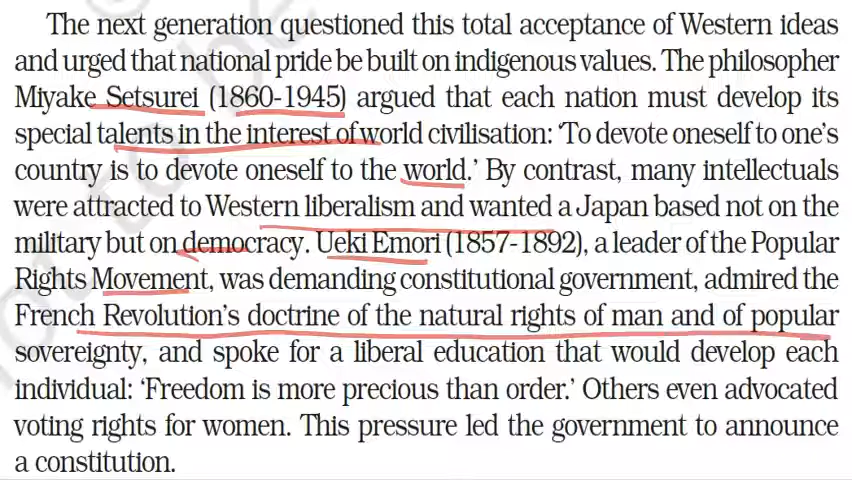 The next generation questioned this total acceptance of Western ideas
and urged that national pride be built on indigenous values. The philosopher
Miyake Setsurei (1860-1945) argued that each nation must develop its
special talents in the interest of world civilisation: ‘To devote oneself to one’s
country is to devote oneself to the world.’ By contrast, many intellectuals
were attracted to Western liberalism and wanted a Japan based not on the
military but on democracy. Ueki Emori (1857-1892), a leader of the Popular
Rights Movement, was demanding constitutional government, admired the
French Revolution’s doctrine of the natural rights of man and of popular
sovereignty, and spoke for a liberal education that would develop each
individual: ‘Freedom is more precious than order.’ Others even advocated
voting rights for women. This pressure led the government to announce
a constitution.